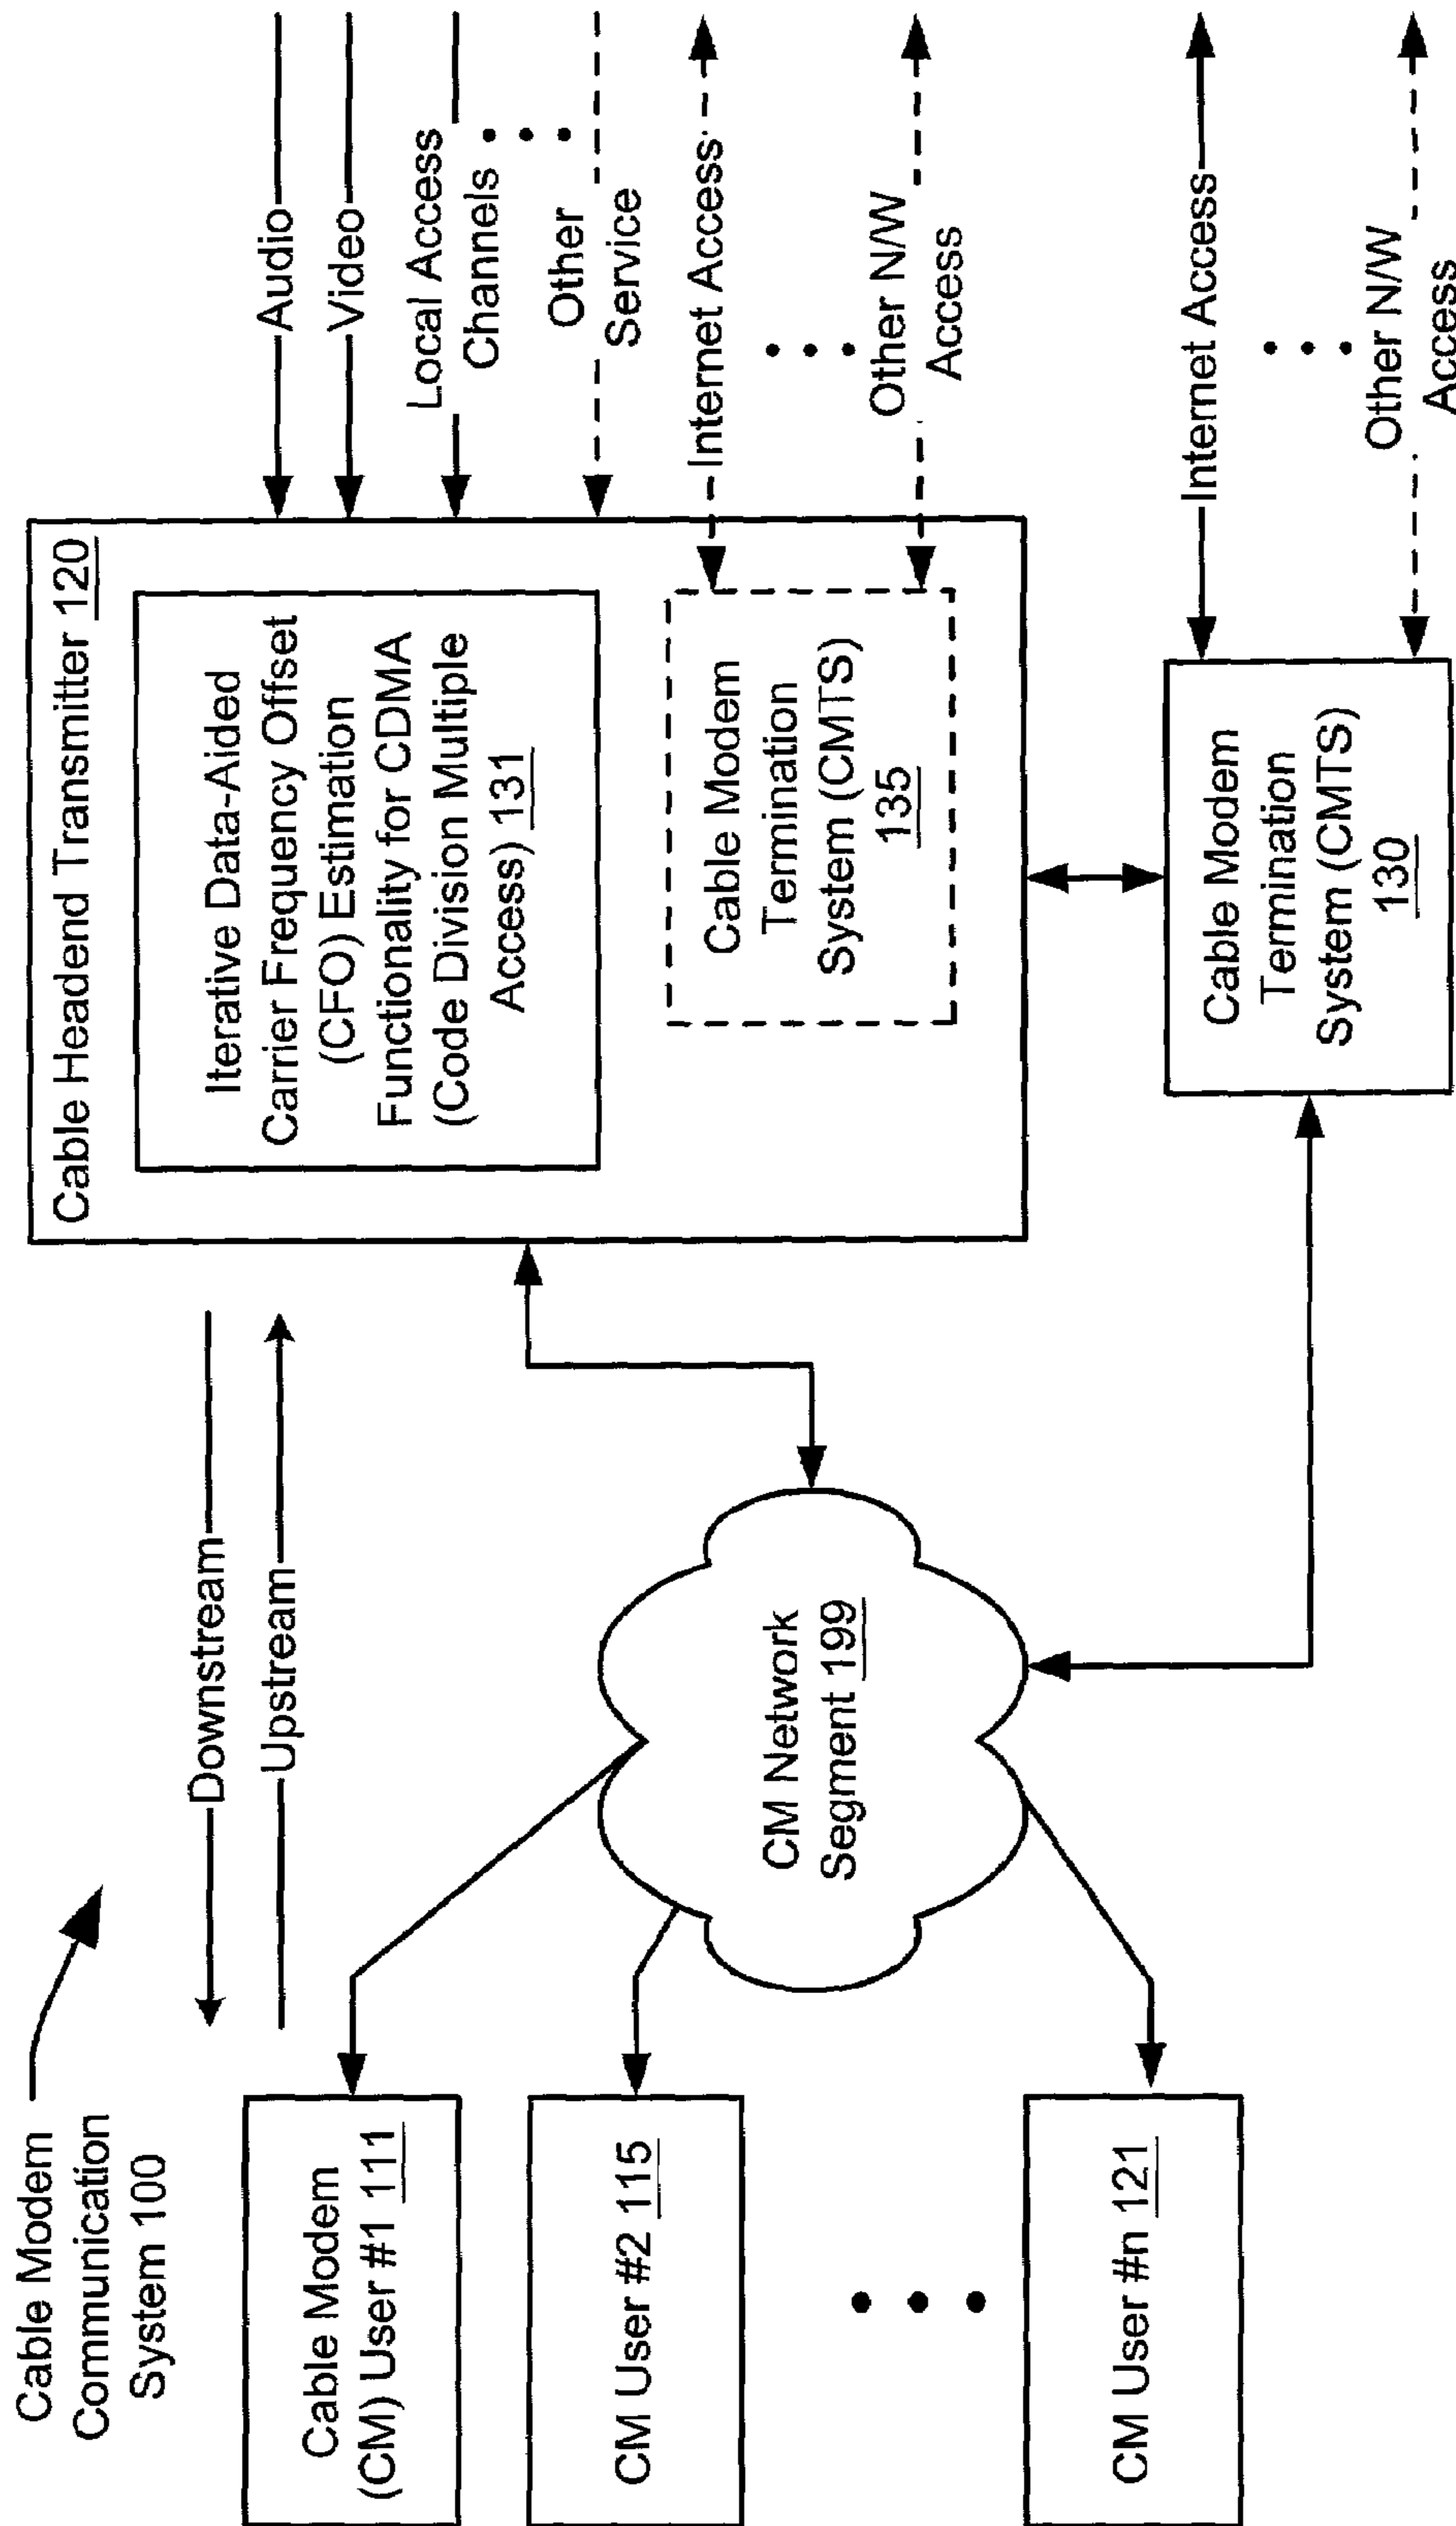 Cable Modem
Communication
System 100
Downstream
Upstream
Cable Modem
(CM) User #1 111
CM User #2 115
CM User #n 121
CM Network
Segment 199
Cable Headend Transmitter 120
Iterative Data-Aided
Carrier Frequency Offset
(CFO) Estimation
Functionality for CDMA
(Code Division Multiple
Access) 131
Cable Modem
Termination
System (CMTS)
135
Cable Modem
Termination
System (CMTS)
130
Audio
Video
Local Access
Channels
Other
Service
Internet Access
Other N/W
Access
Internet Access
Other N/W
Access